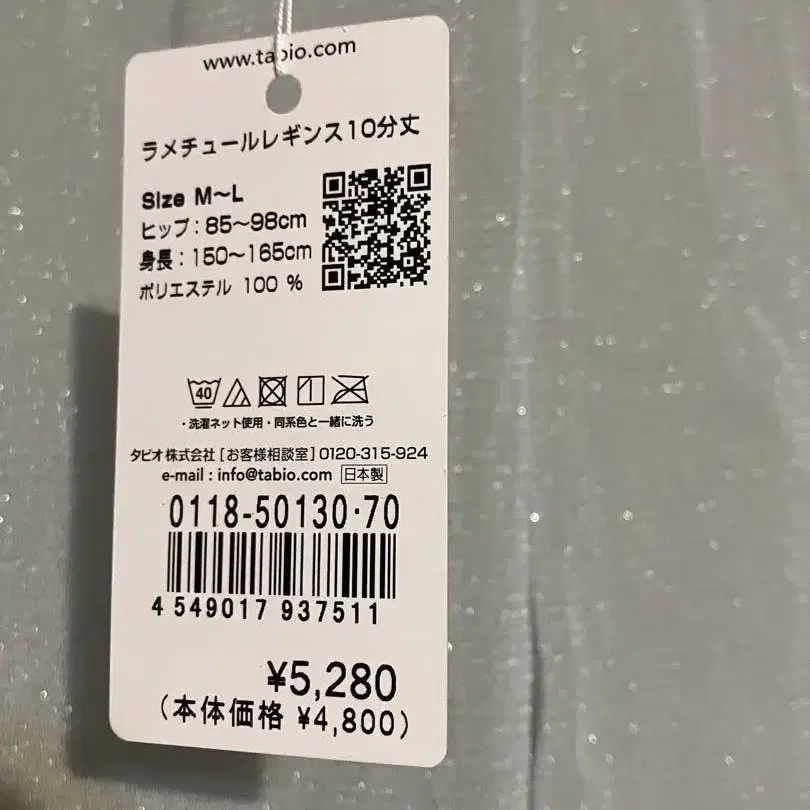 www.tabio.com
ラメチュールレギンス10分丈
Size M〜L
ヒップ：85〜98cm
身長：150〜165cm
ポリエステル 100 %
40
・洗濯ネット使用・同系色と一緒に洗う
タビオ株式会社［お客様相談室］0120-315-924
e-mail : info@tabio.com 日本製
0118-50130・70
4 549017 937511
¥5,280
（本体価格 ¥4,800）